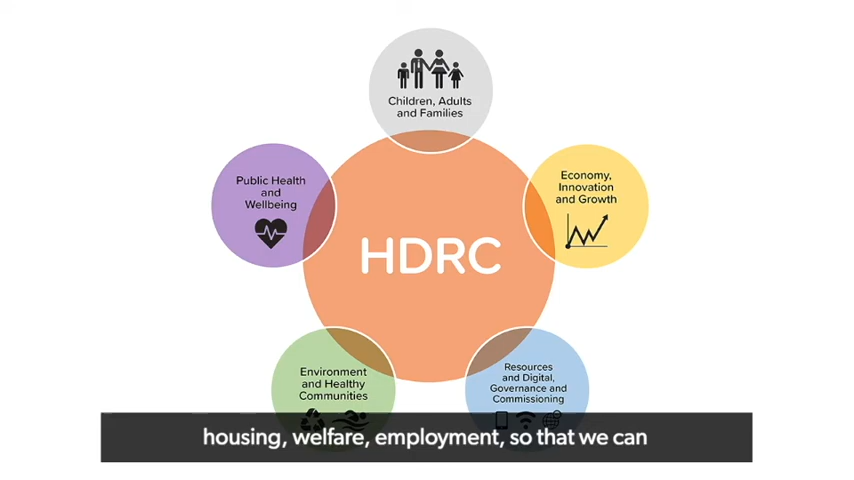 Children, Adults
and Families
Public Health
and
Wellbeing
Economy,
Innovation
and Growth
HDRC
Environment
and Healthy
Communities
Resources
and Digital,
Governance and
Commissioning
housing, welfare, employment, so that we can